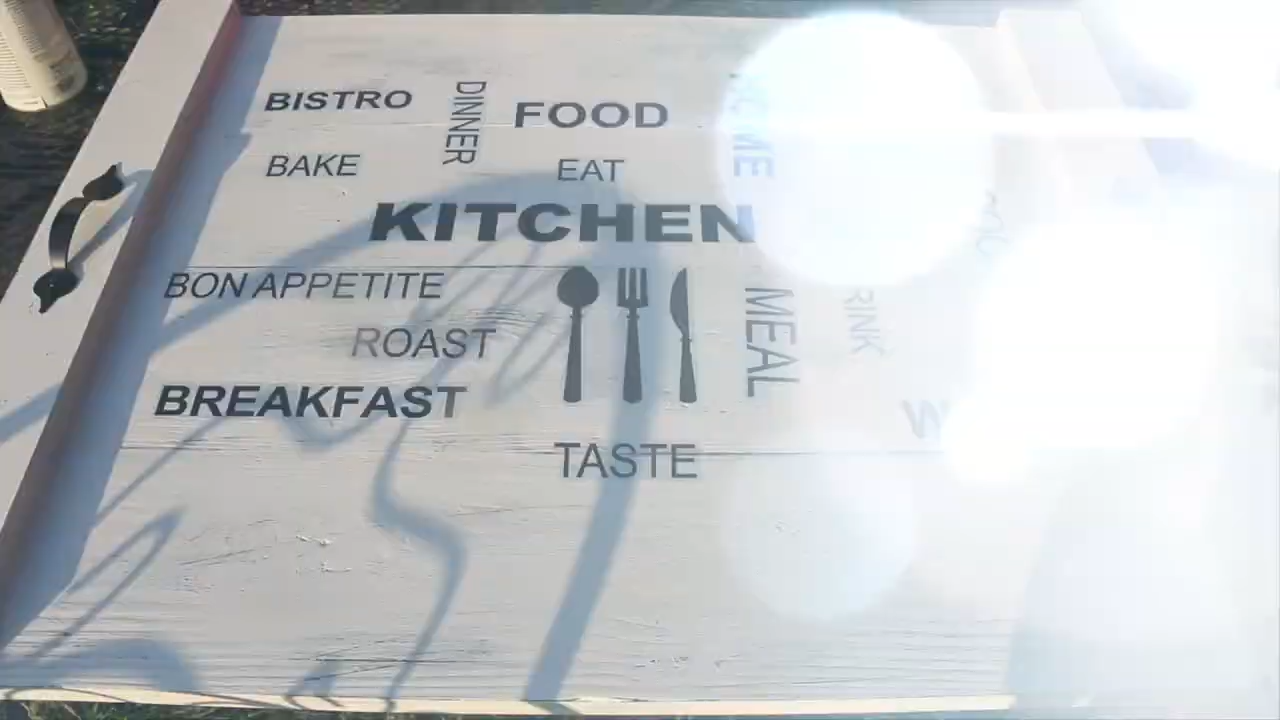 BISTRO
DINNER
FOOD
BAKE
EAT
KITCHEN
BON APPETITE
MEAL
ROAST
BREAKFAST
TASTE